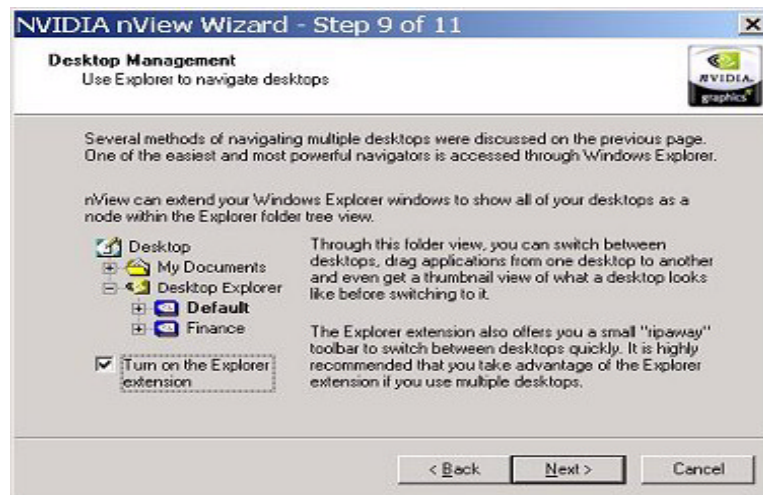 NVIDIA nView Wizard - Step 9 of 11
Desktop Management
Use Explorer to navigate desktops
NVIDIA
graphics
Several methods of navigating multiple desktops were discussed on the previous page.
One of the easiest and most powerful navigators is accessed through Windows Explorer.
nView can extend your Windows Explorer windows to show all of your desktops as a
node within the Explorer folder tree view.
Desktop
My Documents
Desktop Explorer
Default
Finance
Turn on the Explorer
extension
Through this folder view, you can switch between
desktops, drag applications from one desktop to another
and even get a thumbnail view of what a desktop looks
like before switching to it.
The Explorer extension also offers you a small "ripaway"
toolbar to switch between desktops quickly. It is highly
recommended that you take advantage of the Explorer
extension if you use multiple desktops.
< Back
Next >
Cancel